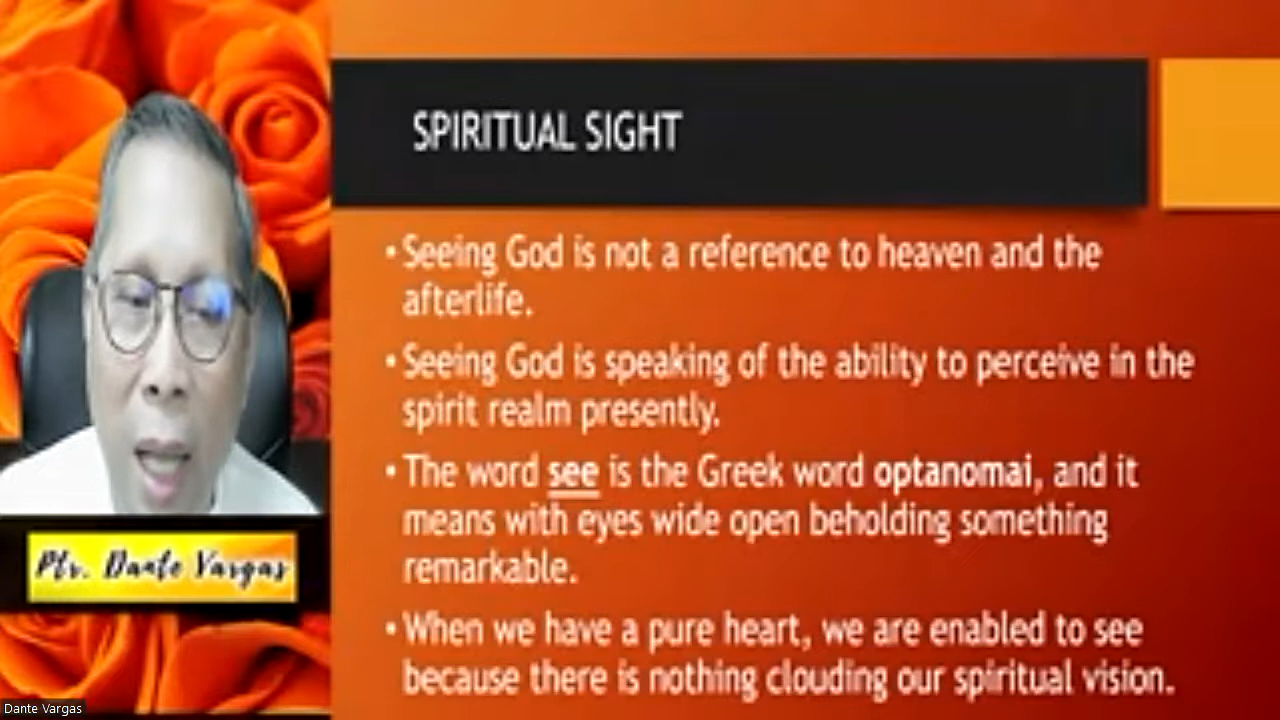 SPIRITUAL SIGHT
• Seeing God is not a reference to heaven and the
afterlife.
• Seeing God is speaking of the ability to perceive in the
spirit realm presently.
• The word see is the Greek word optanomai, and it
means with eyes wide open beholding something
remarkable.
• When we have a pure heart, we are enabled to see
because there is nothing clouding our spiritual vision.
Ptr. Dante Vargas
Dante Vargas